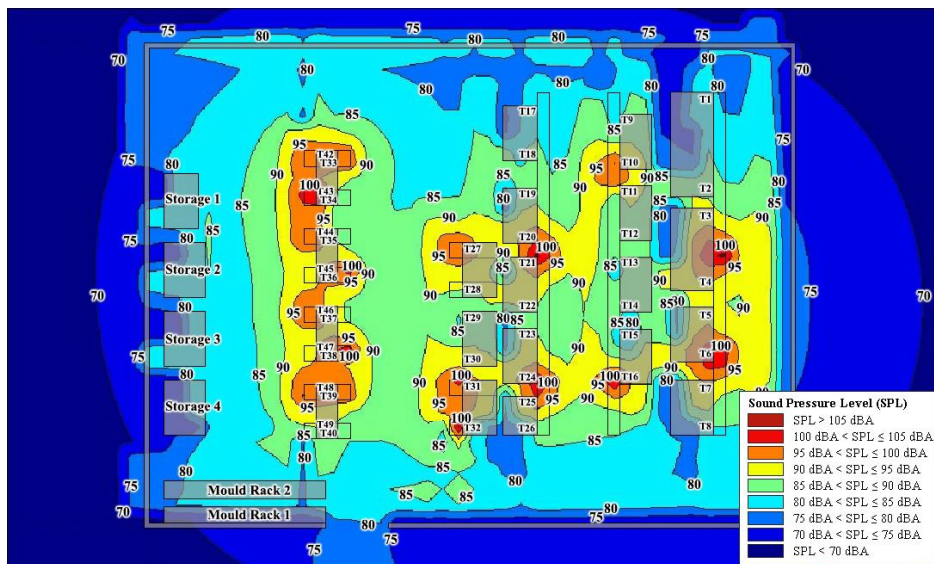 75 80 80 75 75
75 80 75
70 70
80 80 80 80
T1
T17 T9
85
95 T42 T18 T10 T2
T33 90 95 85
75 80 90 90 90
100 T43 T11
Storage 1 T34 T19 T3
85 80 T12
95 90
T44 T20 100
80 T35 T27 T21 100 95
95 95 T13
Storage 2 T45 100 85 T4
T36 90 T28 T22 T14 90
95 90
70 75 70
80 T46 T29 80 T23 85 80 T15 80 T5
95 T37 85 85
Storage 3 T47 100 T30 T6 100
75 T38 90 90 90 95
80 85 T48 100 T31 T24 100 100 T16 80 T7
95 T39 95 T25 95
Storage 4 85 T49 100 T32 T26 T8
T40
80 80 85 80 85
Mould Rack 2 85 85
75 80
70 Mould Rack 1 80 80
75 75
Sound Pressure Level (SPL)
SPL > 105 dBA
100 dBA < SPL ≤ 105 dBA
95 dBA < SPL ≤ 100 dBA
90 dBA < SPL ≤ 95 dBA
85 dBA < SPL ≤ 90 dBA
80 dBA < SPL ≤ 85 dBA
75 dBA < SPL ≤ 80 dBA
70 dBA < SPL ≤ 75 dBA
SPL < 70 dBA